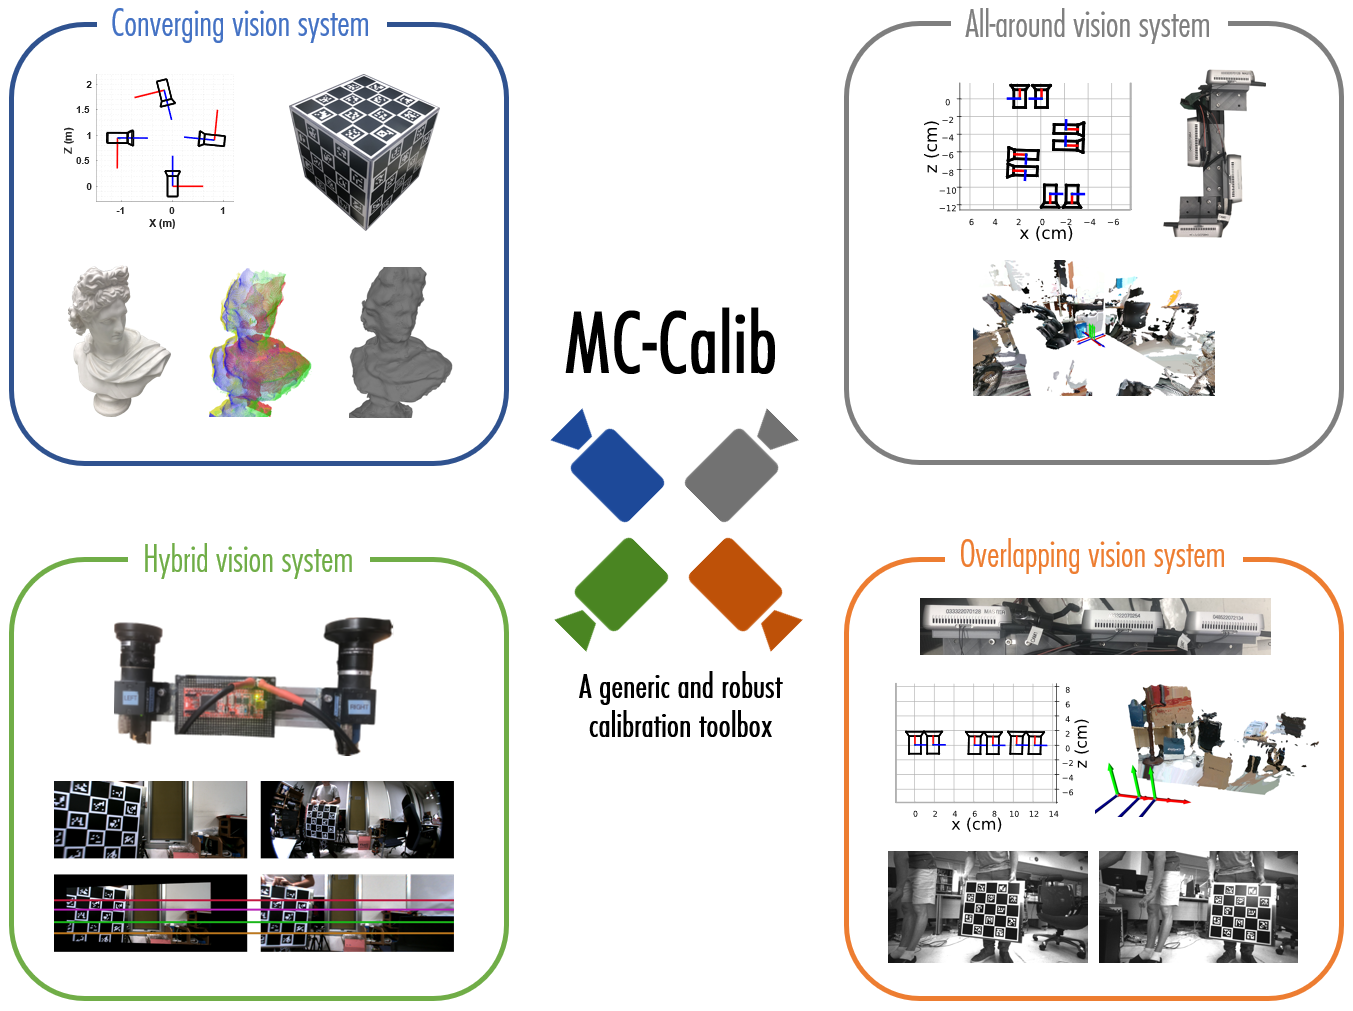 Converging vision system
2
1.5
1
0.5
0
Z (m)
-1
0
1
X (m)
All-around vision system
0
−2
−4
−6
−8
−10
−12
z (cm)
6
4
2
0
−2
−4
−6
x (cm)
MC-Calib
A generic and robust
calibration toolbox
Hybrid vision system
LEFT
RIGHT
Overlapping vision system
8
6
4
2
0
−2
−4
−6
z (cm)
0
2
4
6
8
10
12
14
x (cm)